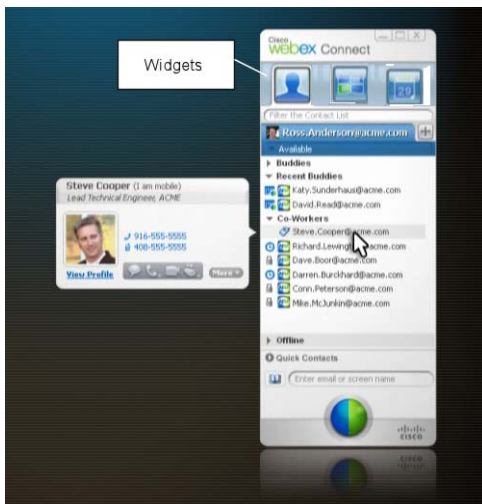 Widgets
Cisco
webex Connect
29
Filter the Contact List
Ross.Anderson@acme.com
Available
Buddies
Recent Buddies
Katy.Sunderhaus@acme.com
David.Read@acme.com
Co-Workers
Steve.Cooper@acme.com
Richard.Lewing
@acme.com
Dave.Boor@acme.com
Darren.Burckhard@acme.com
Conn.Peterson@acme.com
Mike.McJunkin@acme.com
Offline
Quick Contacts
Enter email or screen name
CISCO
Steve Cooper (I am mobile)
Lead Technical Engineer, ACME
916-555-5555
408-555-5555
View Profile
More